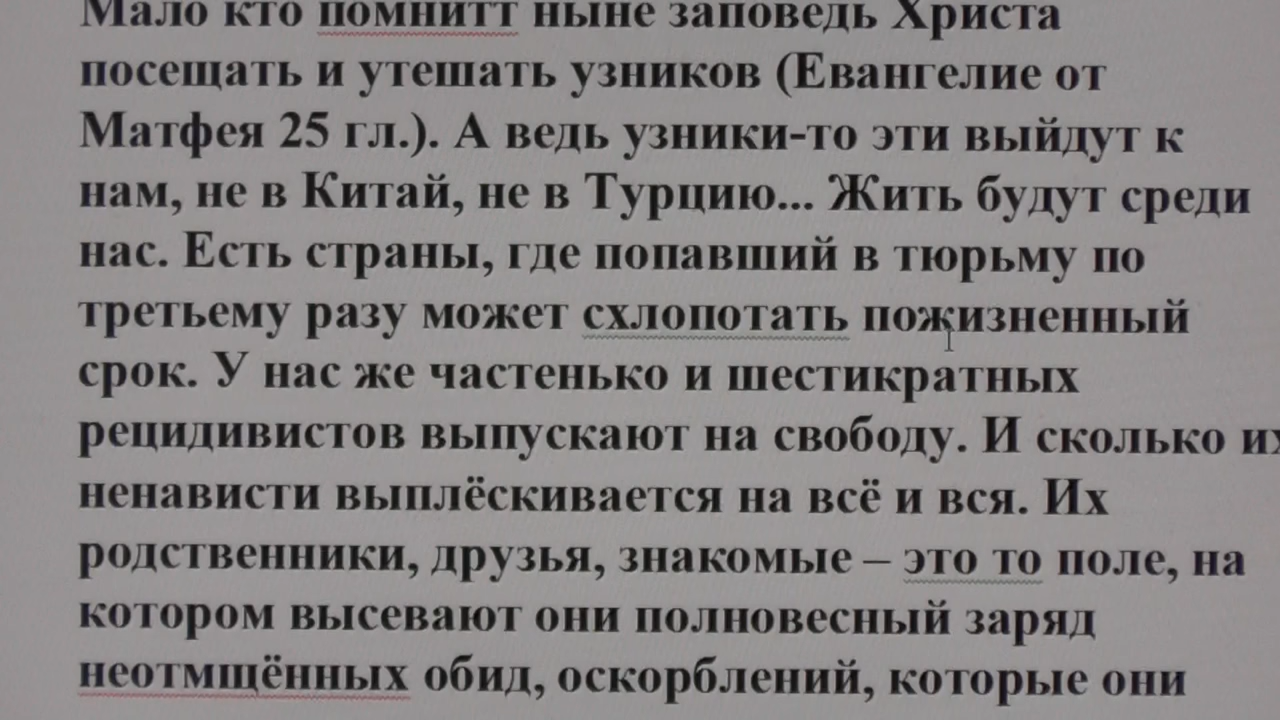 Мало кто помнитт ныне заповедь Христа
посещать и утешать узников (Евангелие от
Матфея 25 гл.). А ведь узники-то эти выйдут к
нам, не в Китай, не в Турцию... Жить будут среди
нас. Есть страны, где попавший в тюрьму по
третьему разу может схлопотать пожизненный
срок. У нас же частенько и шестикратных
рецидивистов выпускают на свободу. И сколько их
ненависти выплёскивается на всё и вся. Их
родственники, друзья, знакомые – это то поле, на
котором высевают они полновесный заряд
неотмщённых обид, оскорблений, которые они